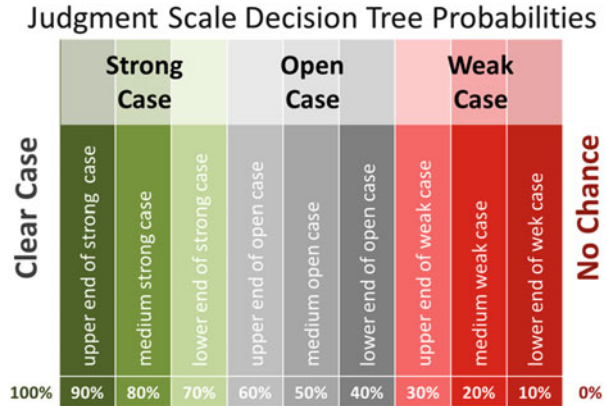 Judgment Scale Decision Tree Probabilities
Strong
Case
Open
Case
Weak
Case
Clear Case
upper end of strong case
medium strong case
lower end of strong case
upper end of open case
medium open case
lower end of open case
upper end of weak case
medium weak case
lower end of wek case
No Chance
100% 90% 80% 70% 60% 50% 40% 30% 20% 10% 0%